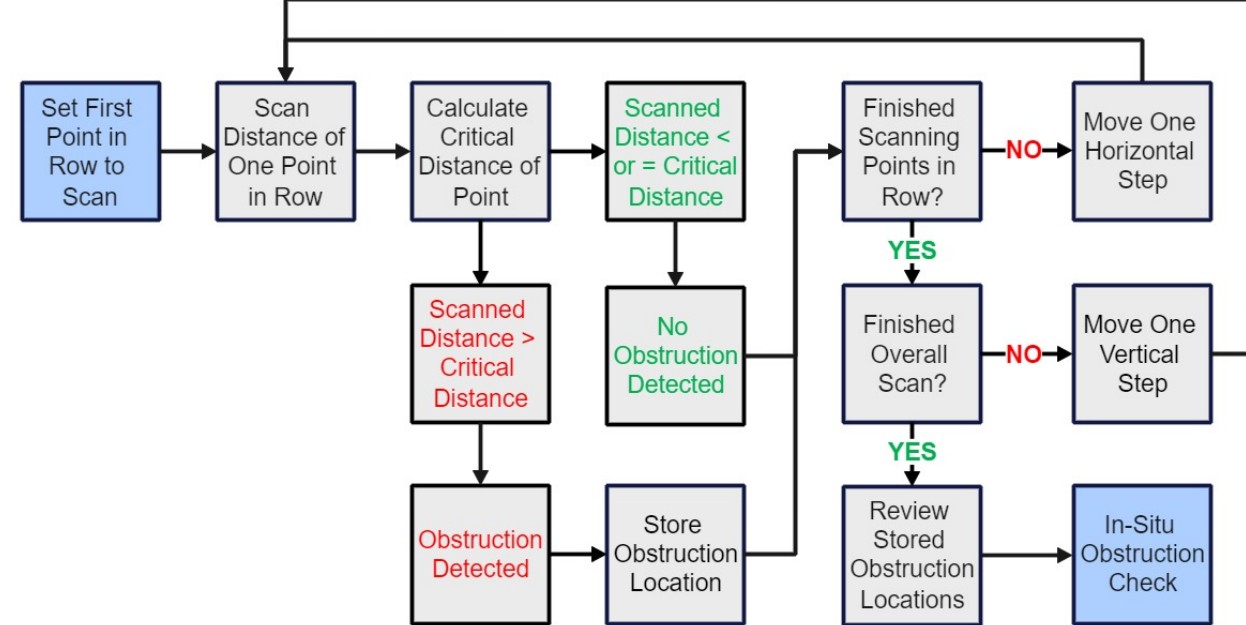 Set First
Point in
Row to
Scan
Scan
Distance of
One Point
in Row
Calculate
Critical
Distance of
Point
Scanned
Distance <
or = Critical
Distance
Finished
Scanning
Points in
Row?
NO
Move One
Horizontal
Step
YES
Scanned
Distance >
Critical
Distance
No
Obstruction
Detected
Finished
Overall
Scan?
NO
Move One
Vertical
Step
YES
Obstruction
Detected
Store
Obstruction
Location
Review
Stored
Obstruction
Locations
In-Situ
Obstruction
Check